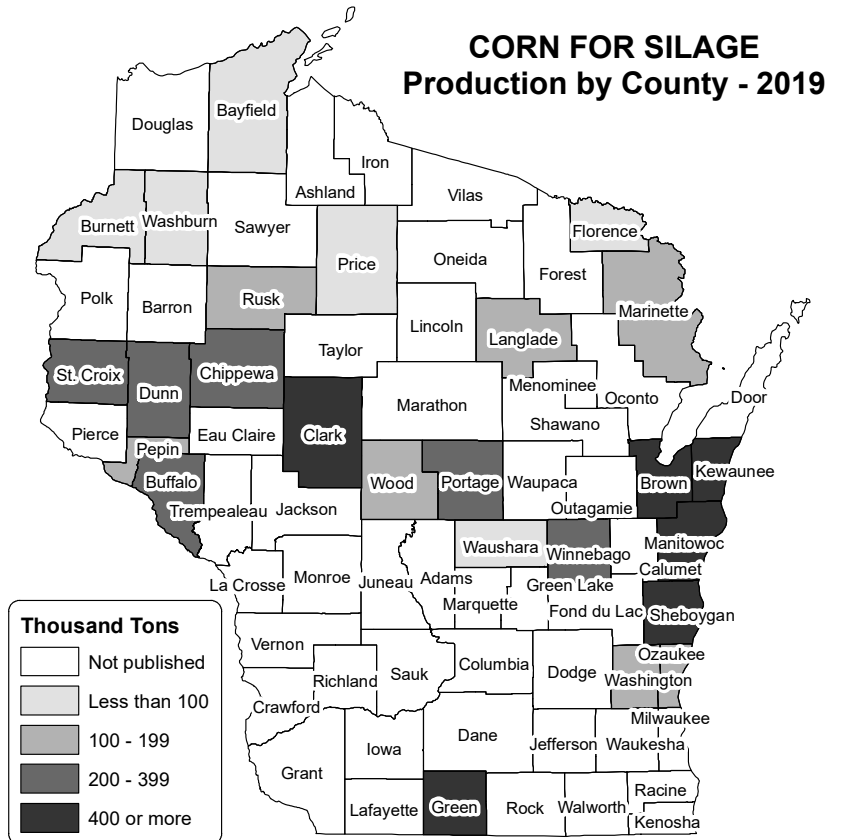 CORN FOR SILAGE
Production by County - 2019
Douglas
Bayfield
Iron
Ashland
Vilas
Burnett
Washburn
Sawyer
Florence
Price
Oneida
Forest
Polk
Barron
Rusk
Marinette
Lincoln
Langlade
Taylor
St. Croix
Dunn
Chippewa
Menominee
Oconto
Door
Marathon
Shawano
Pierce
Eau Claire
Clark
Pepin
Kewaunee
Buffalo
Wood
Portage
Waupaca
Brown
Trempealeau
Jackson
Outagamie
Waushara
Winnebago
Manitowoc
Calumet
La Crosse
Monroe
Juneau
Adams
Green Lake
Marquette
Fond du Lac
Sheboygan
Vernon
Ozaukee
Columbia
Dodge
Richland
Sauk
Washington
Crawford
Milwaukee
Dane
Iowa
Jefferson
Waukesha
Grant
Racine
Lafayette
Green
Rock
Walworth
Kenosha
Thousand Tons
Not published
Less than 100
100 - 199
200 - 399
400 or more